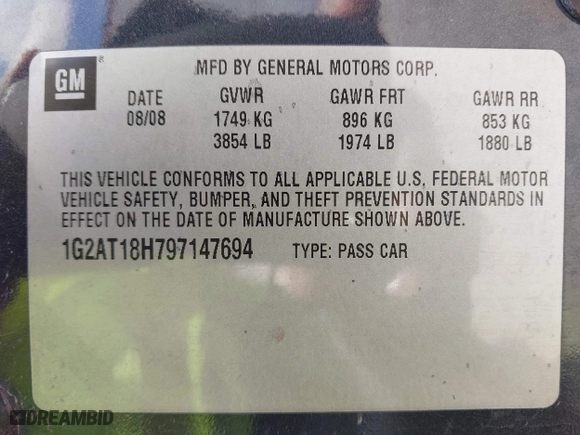 GM
®
MFD BY GENERAL MOTORS CORP.
DATE GVWR GAWR FRT GAWR RR
08/08 1749 KG 896 KG 853 KG
3854 LB 1974 LB 1880 LB
THIS VEHICLE CONFORMS TO ALL APPLICABLE U.S. FEDERAL MOTOR
VEHICLE SAFETY, BUMPER, AND THEFT PREVENTION STANDARDS IN
EFFECT ON THE DATE OF MANUFACTURE SHOWN ABOVE.
1G2AT18H797147694 TYPE: PASS CAR
DREAMBID